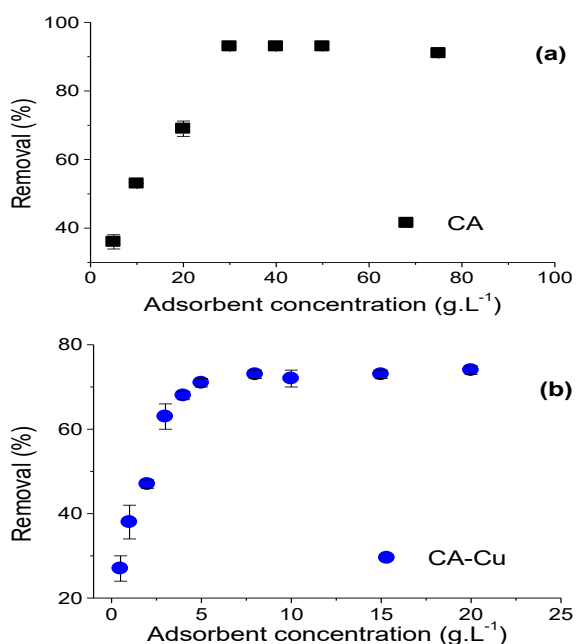 100
80
60
40
Removal (%)
(a)
CA
0 20 40 60 80 100
Adsorbent concentration (g.L⁻¹)
80
60
40
20
Removal (%)
(b)
CA-Cu
0 5 10 15 20 25
Adsorbent concentration (g.L⁻¹)